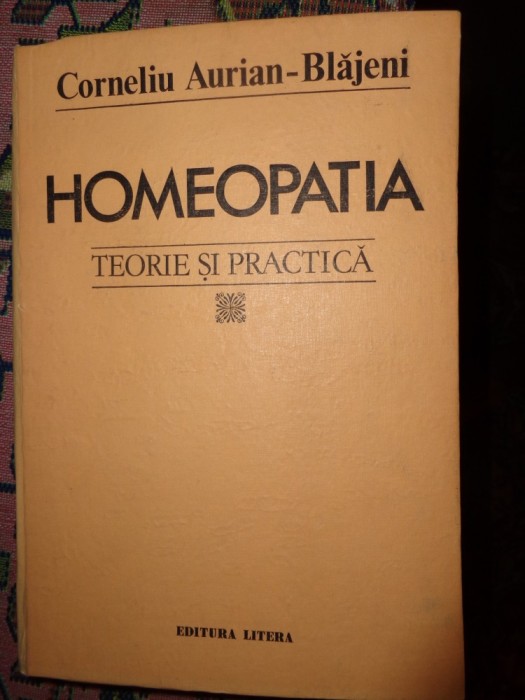 Corneliu Aurian-Blăjeni
HOMEOPATIA
TEORIE ȘI PRACTICĂ
EDITURA LITERA